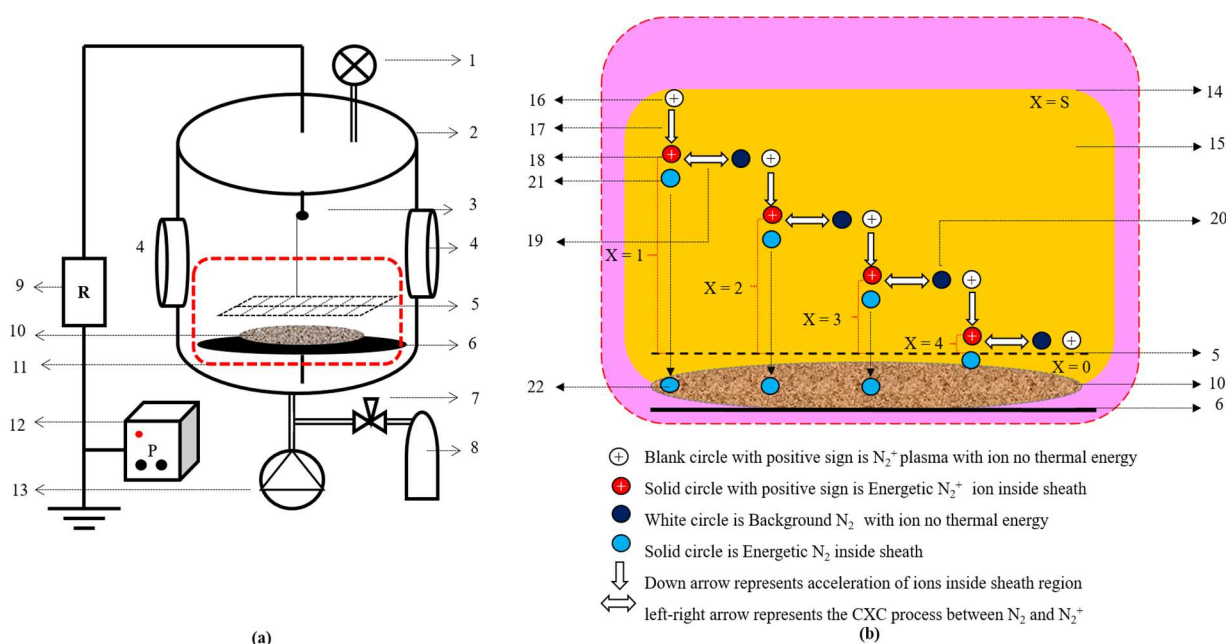 1
2
3
4
4
9
R
5
10
6
11
7
12
P
8
13
(a)
16
14
X = S
17
15
18
21
20
19
X = 1
X = 2
X = 3
X = 4
5
X = 0
22
10
6
Blank circle with positive sign is N₂⁺ plasma with ion no thermal energy
Solid circle with positive sign is Energetic N₂⁺ ion inside sheath
White circle is Background N₂ with ion no thermal energy
Solid circle is Energetic N₂ inside sheath
Down arrow represents acceleration of ions inside sheath region
left-right arrow represents the CXC process between N₂ and N₂⁺
(b)